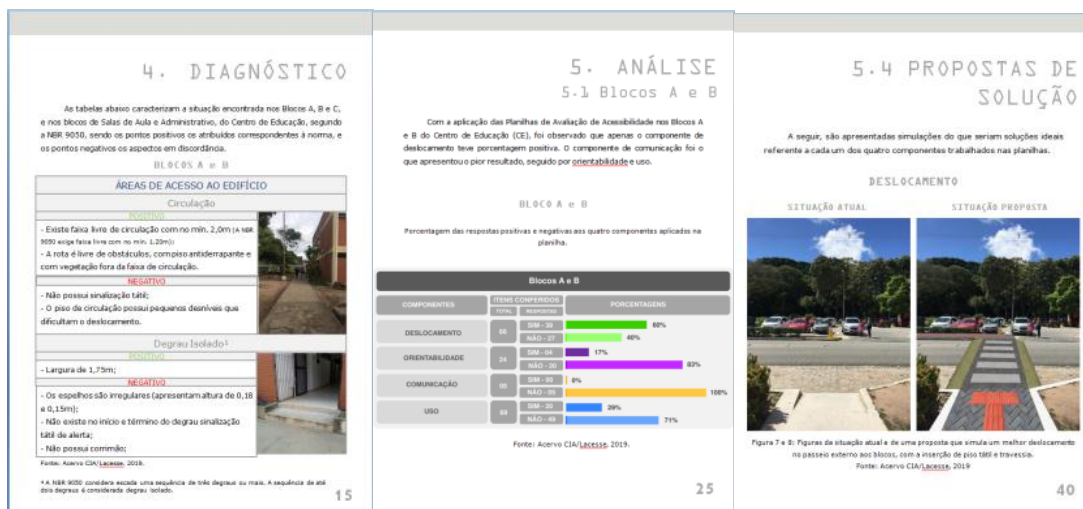 4. DIAGNÓSTICO
As tabelas abaixo caracterizam a situação encontrada nos Blocos A, B e C,
e nos blocos de Salas de Aula e Administrativo, do Centro de Educação, segundo
a NBR 9050, sendo os pontos positivos os atribuídos correspondentes à norma, e
os pontos negativos os aspectos em discordância.
BLOCOS A e B
ÁREAS DE ACESSO AO EDIFÍCIO
Circulação
POSITIVO
- Existe faixa livre de circulação com no mín. 2,0m (A NBR
9050 exige faixa livre com no mín. 1.20m);
- A rota é livre de obstáculos, com piso antiderrapante e
com vegetação fora da faixa de circulação.
NEGATIVO
- Não possui sinalização tátil;
- O piso de circulação possui pequenos desníveis que
dificultam o deslocamento.
Degrau Isolado¹
POSITIVO
- Largura de 1,75m;
NEGATIVO
- Os espelhos são irregulares (apresentam altura de 0,18
e 0,15m);
- Não existe no início e término do degrau sinalização
tátil de alerta;
- Não possui corrimão;
Fonte: Acervo CIA/Lacesse, 2019.
¹ A NBR 9050 considera escada uma sequência de três degraus ou mais. A sequência de até
dois degraus é considerada degrau isolado.
15
5. ANÁLISE
5.1 Blocos A e B
Com a aplicação das Planilhas de Avaliação de Acessibilidade nos Blocos A
e B do Centro de Educação (CE), foi observado que apenas o componente de
deslocamento teve porcentagem positiva. O componente de comunicação foi o
que apresentou o pior resultado, seguido por orientabilidade e uso.
BLOCO A e B
Porcentagem das respostas positivas e negativas aos quatro componentes aplicados na
planilha.
Blocos A e B
COMPONENTES ITENS CONFERIDOS PORCENTAGENS
TOTAL RESPOSTAS
DESLOCAMENTO SIM - 39 60%
NÃO - 27 40%
ORIENTABILIDADE 24 SIM - 04 17%
NÃO - 20 83%
COMUNICAÇÃO 05 SIM - 00 0%
NÃO - 05 100%
USO 69 SIM - 20 29%
NÃO - 49 71%
Fonte: Acervo CIA/Lacesse, 2019.
25
5.4 PROPOSTAS DE
SOLUÇÃO
A seguir, são apresentadas simulações do que seriam soluções ideais
referente a cada um dos quatro componentes trabalhados nas planilhas.
DESLOCAMENTO
SITUAÇÃO ATUAL SITUAÇÃO PROPOSTA
Figura 7 e 8: Figuras da situação atual e de uma proposta que simula um melhor deslocamento
no passeio externo aos blocos, com a inserção de piso tátil e travessia.
Fonte: Acervo CIA/Lacesse, 2019
40